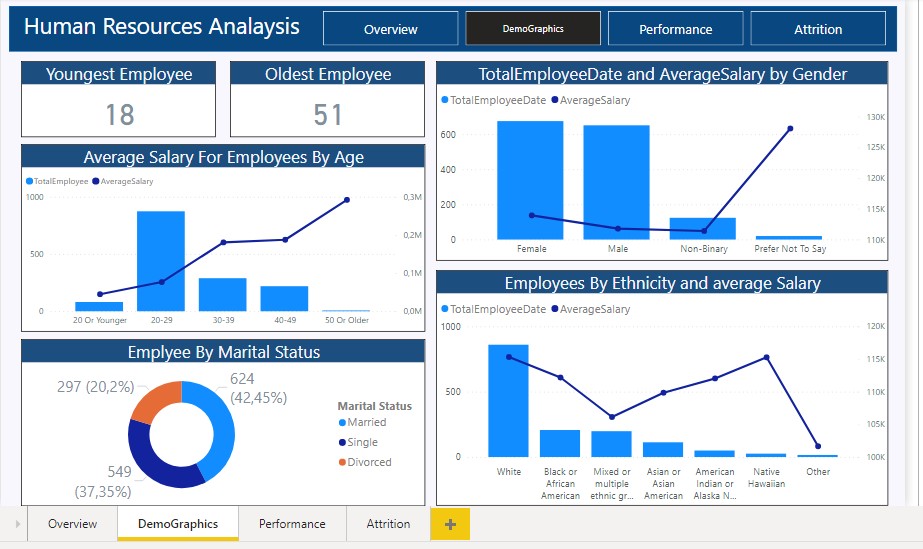 Human Resources Analaysis
Overview
DemoGraphics
Performance
Attrition
Youngest Employee
18
Oldest Employee
51
Average Salary For Employees By Age
TotalEmployee AverageSalary
1000
500
0
0,3M
0,2M
0,1M
0,0M
20 Or Younger
20-29
30-39
40-49
50 Or Older
Emplyee By Marital Status
297 (20,2%)
624
(42,45%)
549
(37,35%)
Marital Status
Married
Single
Divorced
TotalEmployeeDate and AverageSalary by Gender
TotalEmployeeDate AverageSalary
600
400
200
0
130K
125K
120K
115K
110K
Female
Male
Non-Binary
Prefer Not To Say
Employees By Ethnicity and average Salary
TotalEmployeeDate AverageSalary
1000
500
0
120K
115K
110K
105K
100K
White
Black or
African
American
Mixed or
multiple
ethnic gr...
Asian or
Asian
American
American
Indian or
Alaska N...
Native
Hawaiian
Other
Overview
DemoGraphics
Performance
Attrition
+